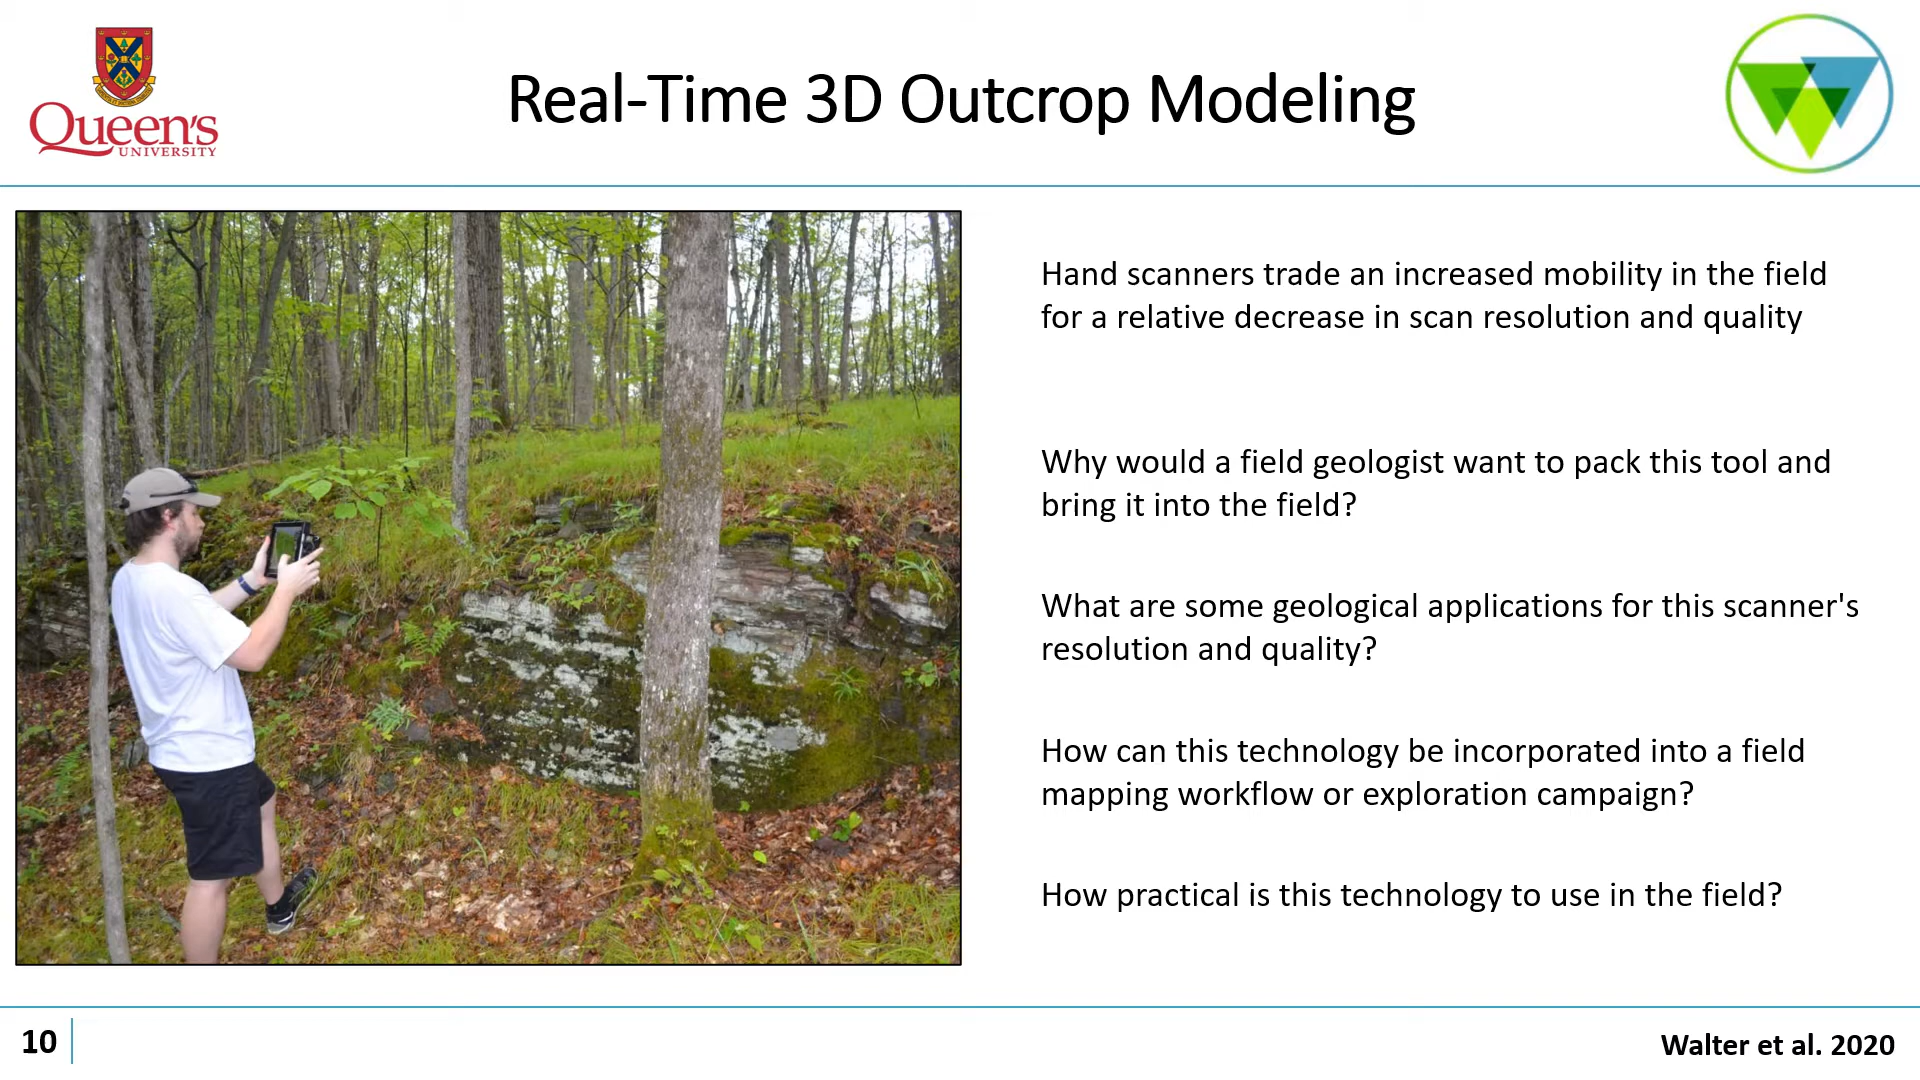 Queen's
UNIVERSITY
Real-Time 3D Outcrop Modeling
Hand scanners trade an increased mobility in the field
for a relative decrease in scan resolution and quality
Why would a field geologist want to pack this tool and
bring it into the field?
What are some geological applications for this scanner's
resolution and quality?
How can this technology be incorporated into a field
mapping workflow or exploration campaign?
How practical is this technology to use in the field?
10
Walter et al. 2020